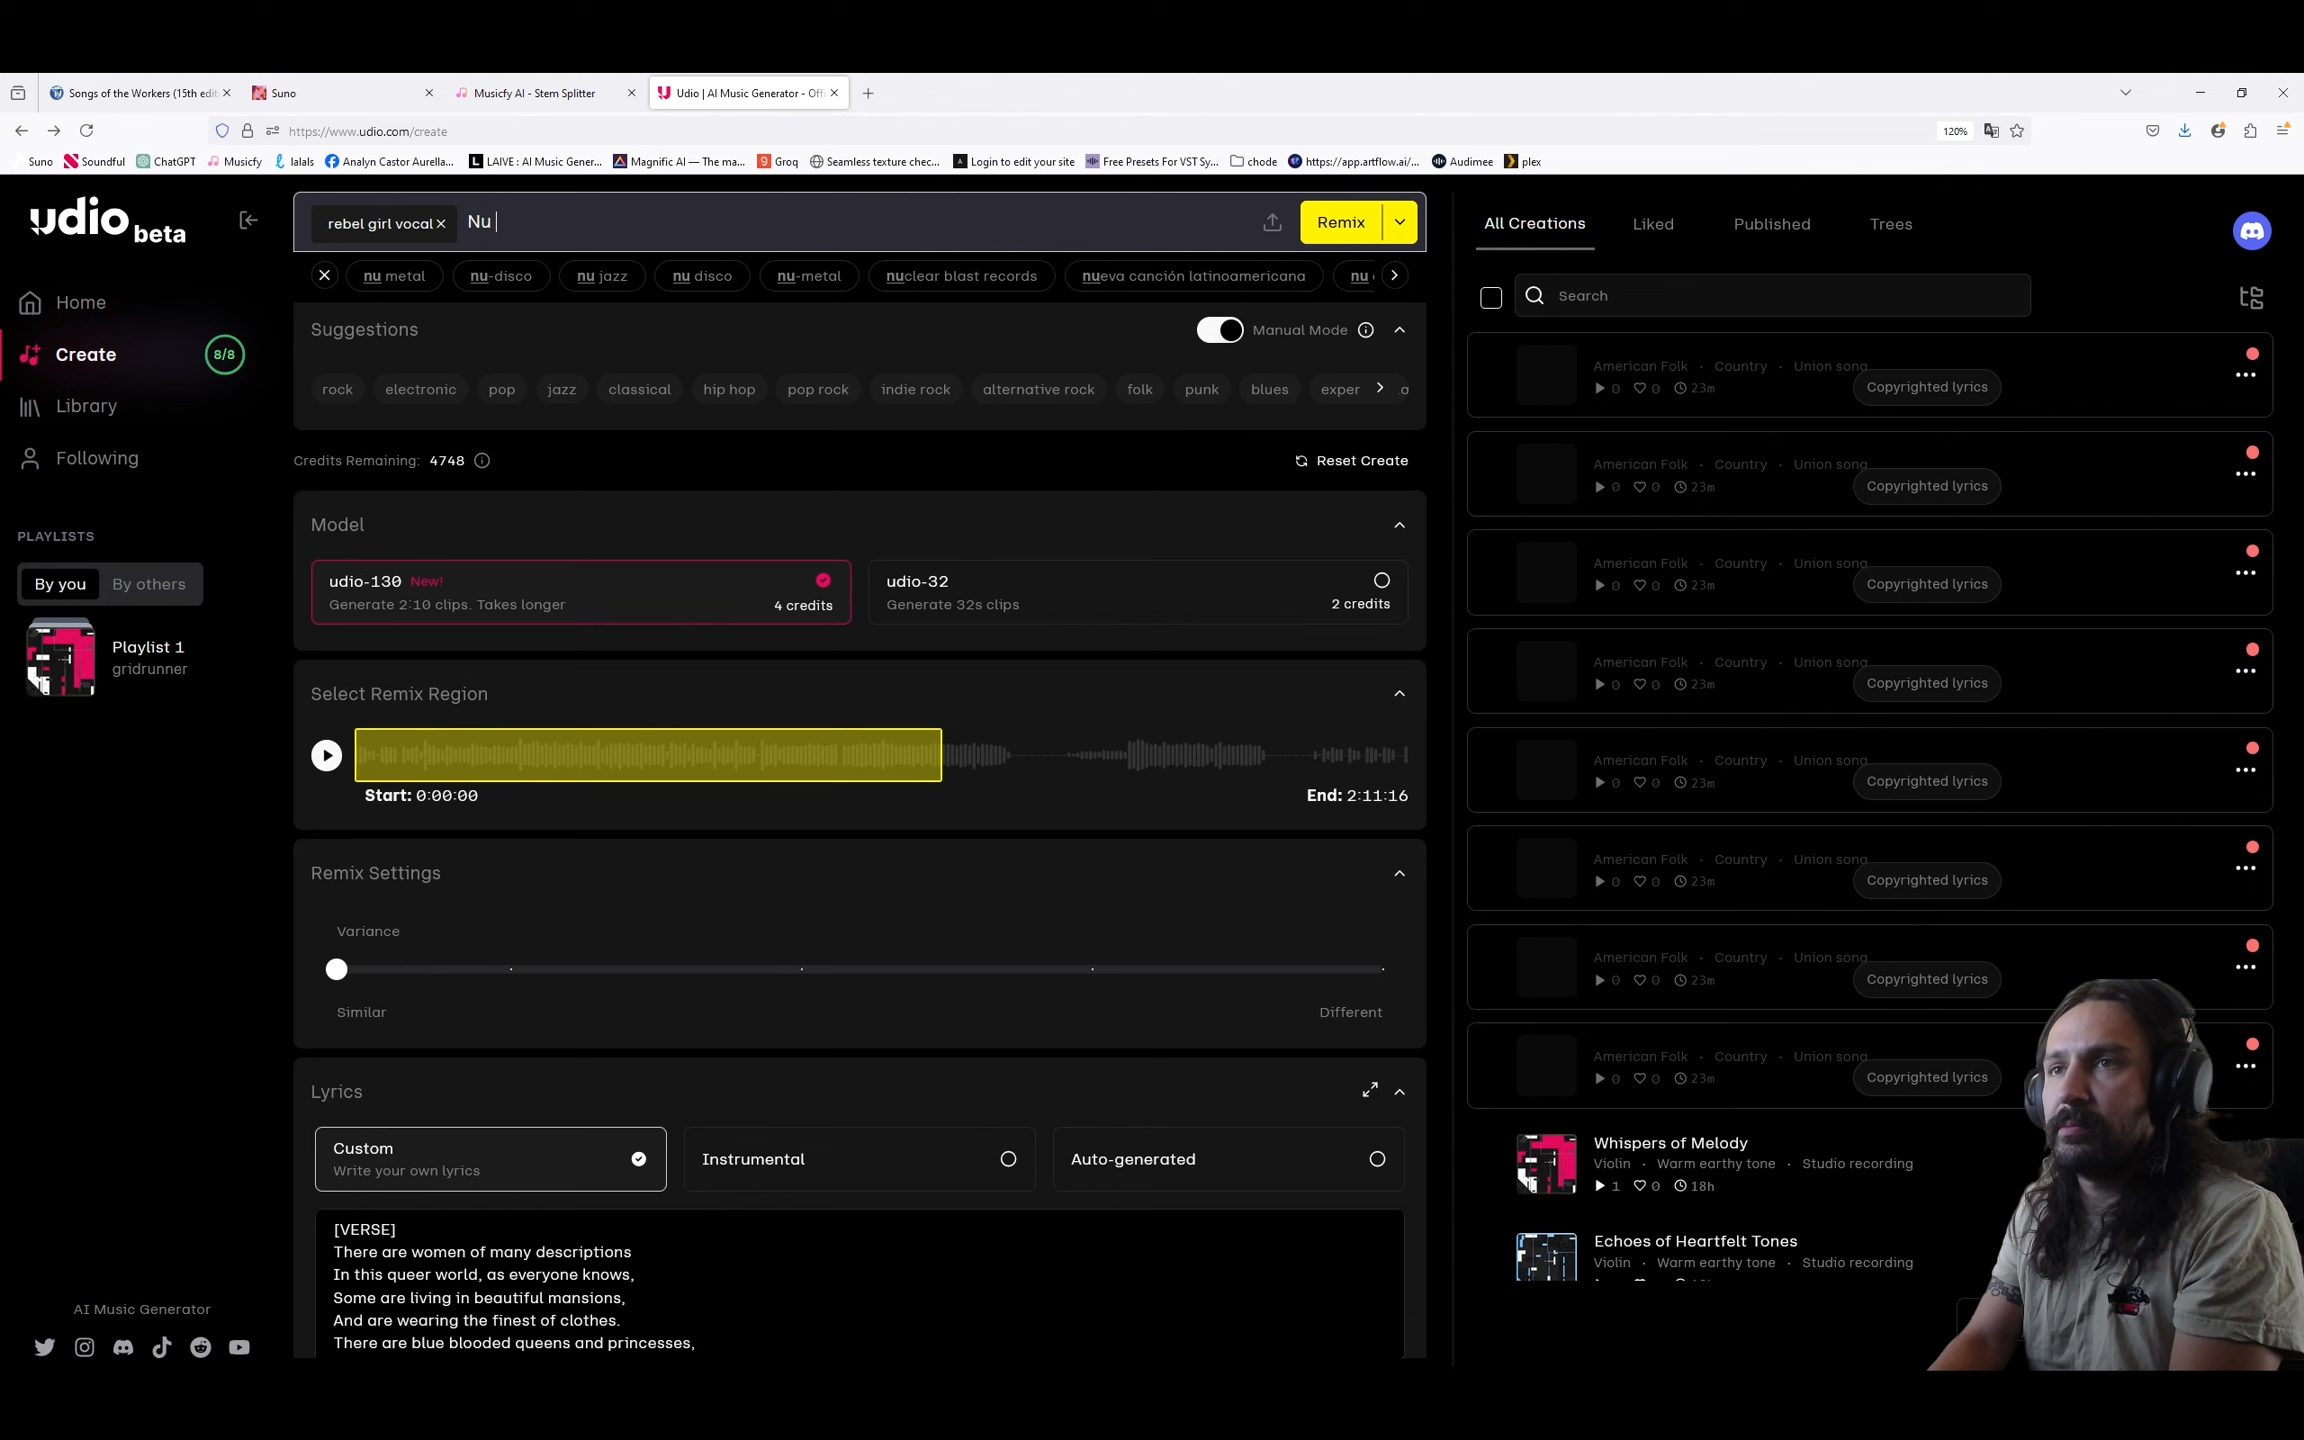 Songs of the Workers (15th edit
Suno
Musicfy AI - Stem Splitter
Udio | AI Music Generator - Offi
https://www.udio.com/create
120%
Suno
Soundful
ChatGPT
Musicfy
lalals
Analyn Castor Aurella...
LAIVE : AI Music Gener...
Magnific AI — The ma...
Groq
Seamless texture chec...
Login to edit your site
Free Presets For VST Sy...
chode
https://app.artflow.ai/...
Audimee
plex
udio beta
Home
Create
8/8
Library
Following
PLAYLISTS
By you
By others
Playlist 1
gridrunner
AI Music Generator
rebel girl vocal
Nu
Remix
nu metal
nu-disco
nu jazz
nu disco
nu-metal
nuclear blast records
nueva canción latinoamericana
nu
Suggestions
Manual Mode
rock
electronic
pop
jazz
classical
hip hop
pop rock
indie rock
alternative rock
folk
punk
blues
exper
Credits Remaining: 4748
Reset Create
Model
udio-130 New!
Generate 2:10 clips. Takes longer
4 credits
udio-32
Generate 32s clips
2 credits
Select Remix Region
Start: 0:00:00
End: 2:11:16
Remix Settings
Variance
Similar
Different
Lyrics
Custom
Write your own lyrics
Instrumental
Auto-generated
[VERSE]
There are women of many descriptions
In this queer world, as everyone knows,
Some are living in beautiful mansions,
And are wearing the finest of clothes.
There are blue blooded queens and princesses,
All Creations
Liked
Published
Trees
Search
American Folk · Country · Union song
0 0 23m
Copyrighted lyrics
American Folk · Country · Union song
0 0 23m
Copyrighted lyrics
American Folk · Country · Union song
0 0 23m
Copyrighted lyrics
American Folk · Country · Union song
0 0 23m
Copyrighted lyrics
American Folk · Country · Union song
0 0 23m
Copyrighted lyrics
American Folk · Country · Union song
0 0 23m
Copyrighted lyrics
American Folk · Country · Union song
0 0 23m
Copyrighted lyrics
American Folk · Country · Union song
0 0 23m
Copyrighted lyrics
Whispers of Melody
Violin · Warm earthy tone · Studio recording
1 0 18h
Echoes of Heartfelt Tones
Violin · Warm earthy tone · Studio recording